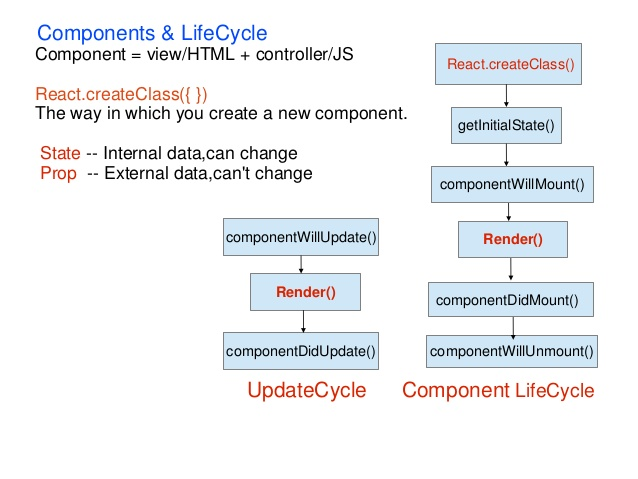 Components & LifeCycle
Component = view/HTML + controller/JS
React.createClass({ })
The way in which you create a new component.
State -- Internal data,can change
Prop -- External data,can't change
componentWillUpdate()
Render()
componentDidUpdate()
UpdateCycle
React.createClass()
getInitialState()
componentWillMount()
Render()
componentDidMount()
componentWillUnmount()
Component LifeCycle